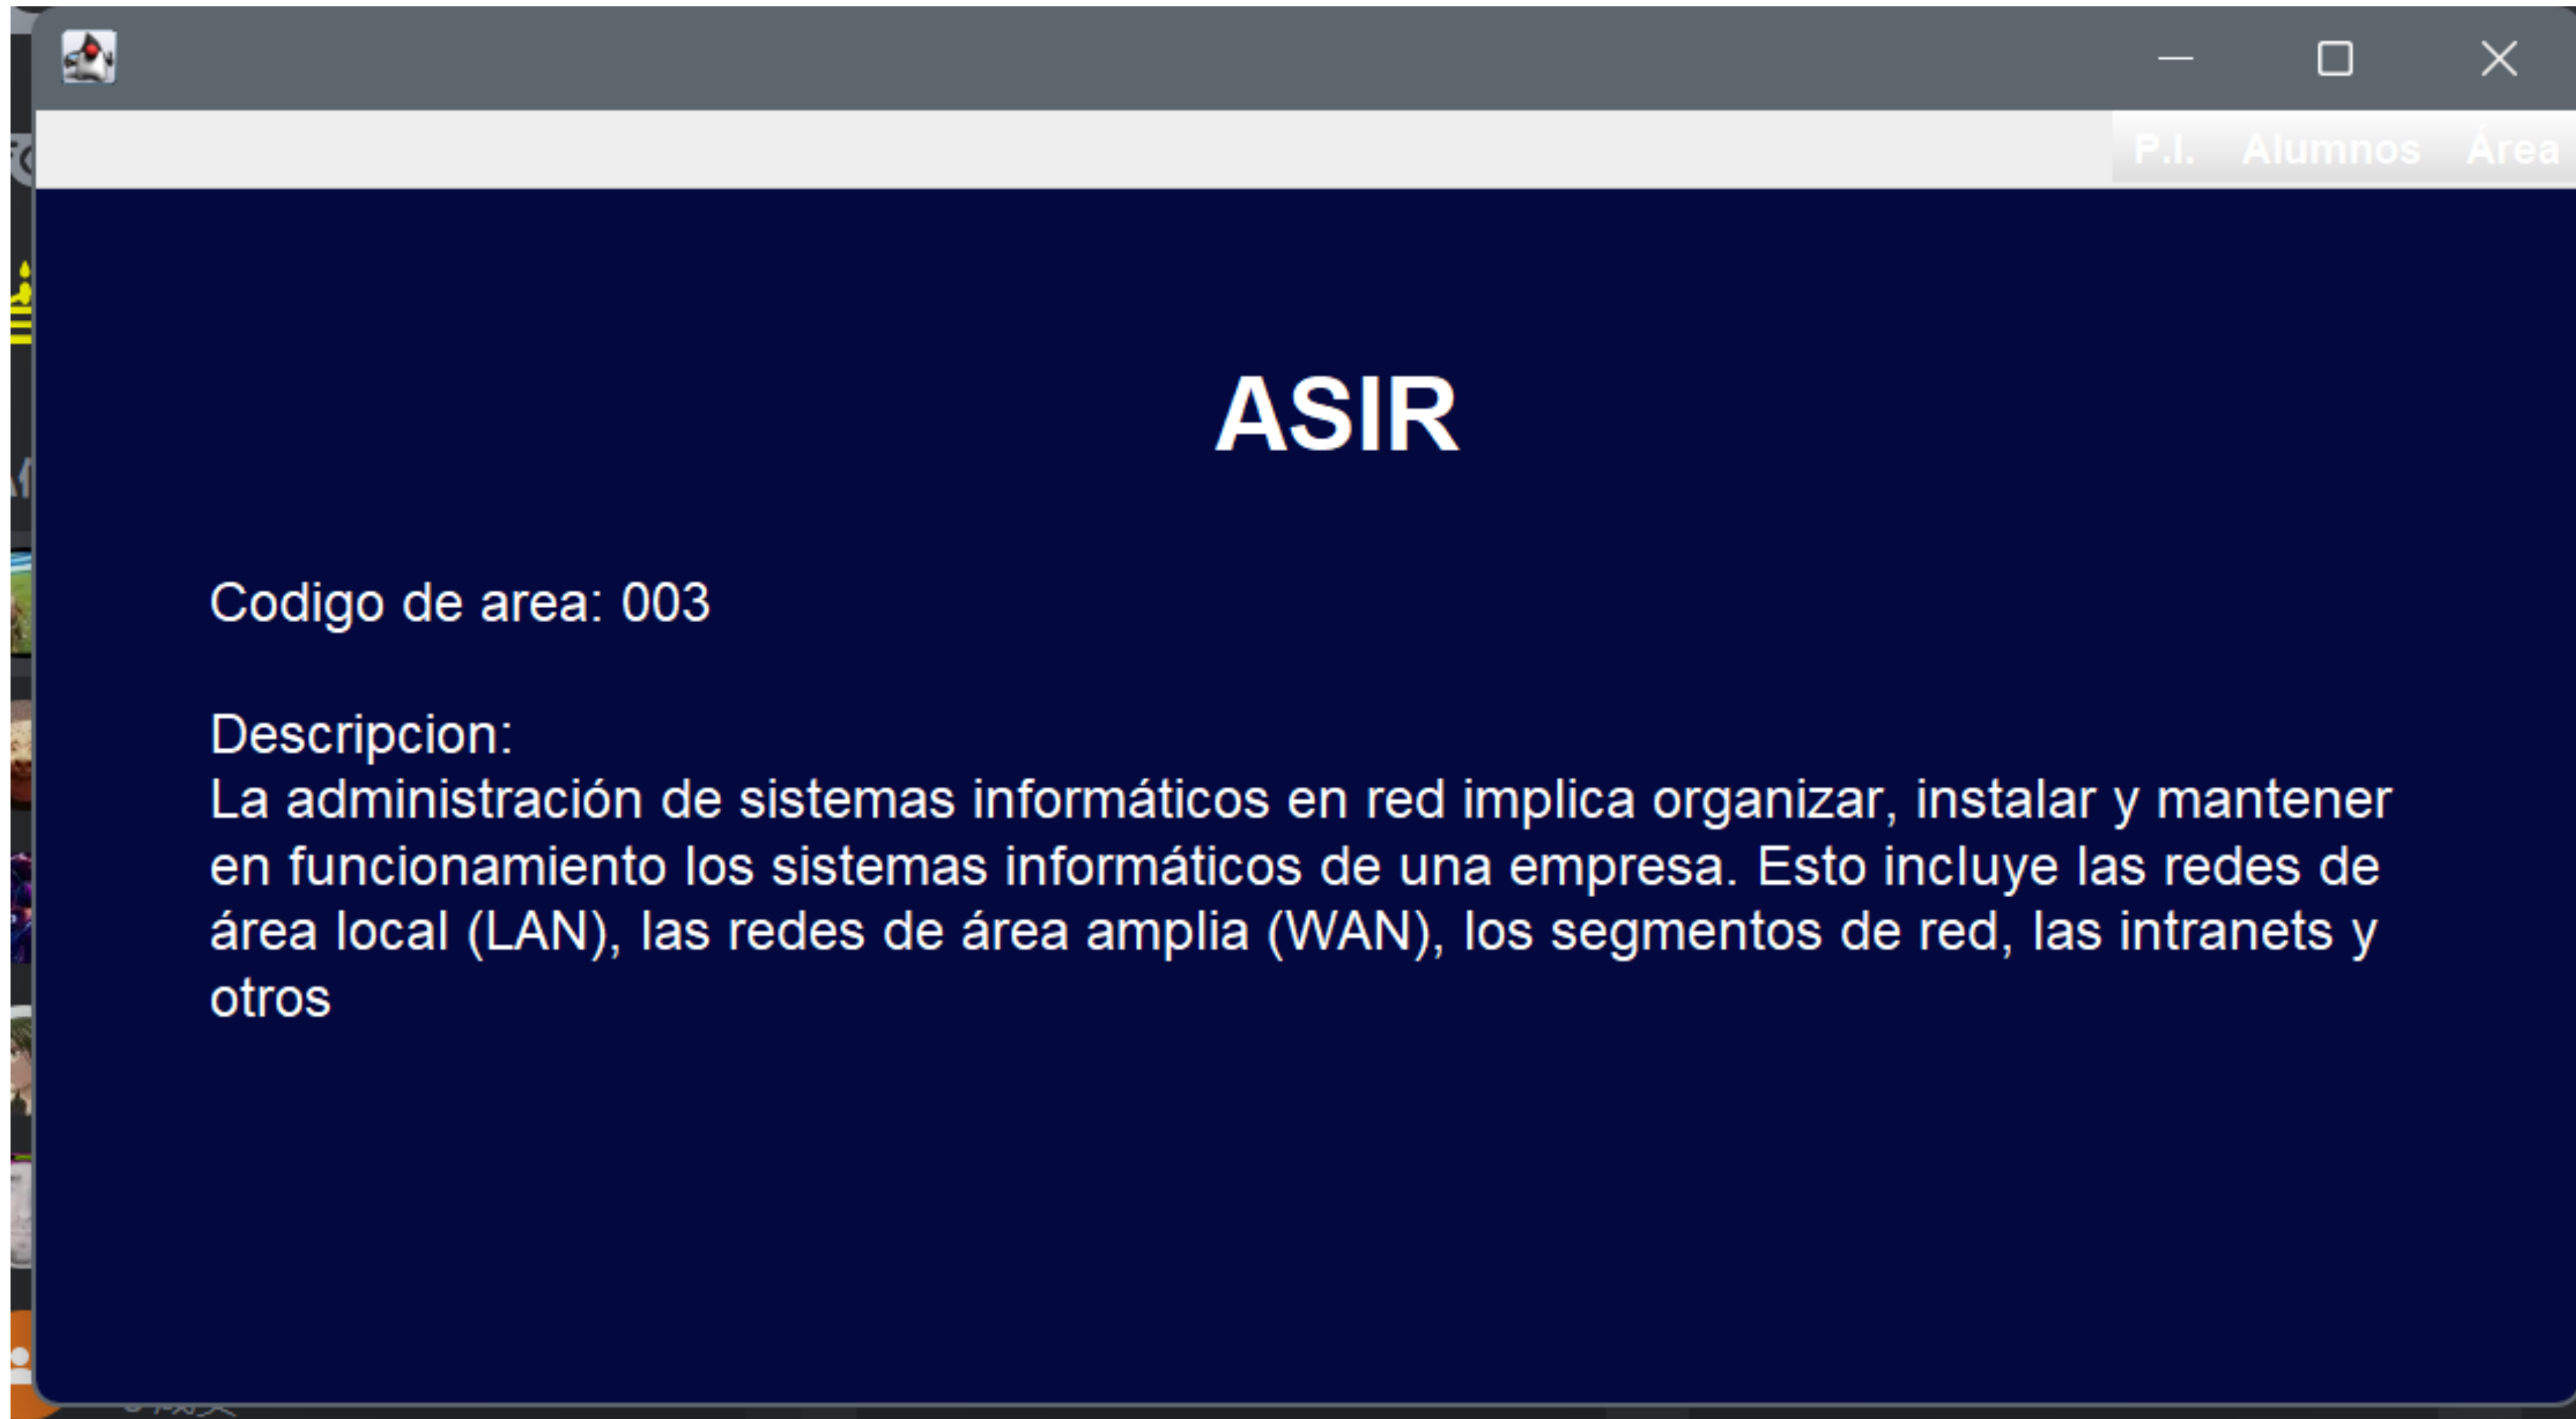 P.I. Alumnos Área
ASIR
Codigo de area: 003
Descripcion:
La administración de sistemas informáticos en red implica organizar, instalar y mantener
en funcionamiento los sistemas informáticos de una empresa. Esto incluye las redes de
área local (LAN), las redes de área amplia (WAN), los segmentos de red, las intranets y
otros